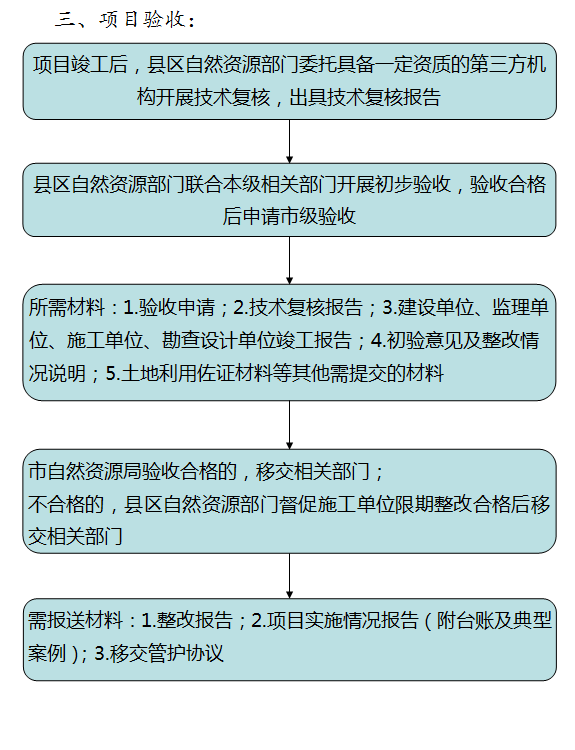 三、项目验收：
项目竣工后，县区自然资源部门委托具备一定资质的第三方机
构开展技术复核，出具技术复核报告
县区自然资源部门联合本级相关部门开展初步验收，验收合格
后申请市级验收
所需材料：1.验收申请；2.技术复核报告；3.建设单位、监理单
位、施工单位、勘查设计单位竣工报告；4.初验意见及整改情
况说明；5.土地利用佐证材料等其他需提交的材料
市自然资源局验收合格的，移交相关部门；
不合格的，县区自然资源部门督促施工单位限期整改合格后移
交相关部门
需报送材料：1.整改报告；2.项目实施情况报告（附台账及典型
案例）；3.移交管护协议